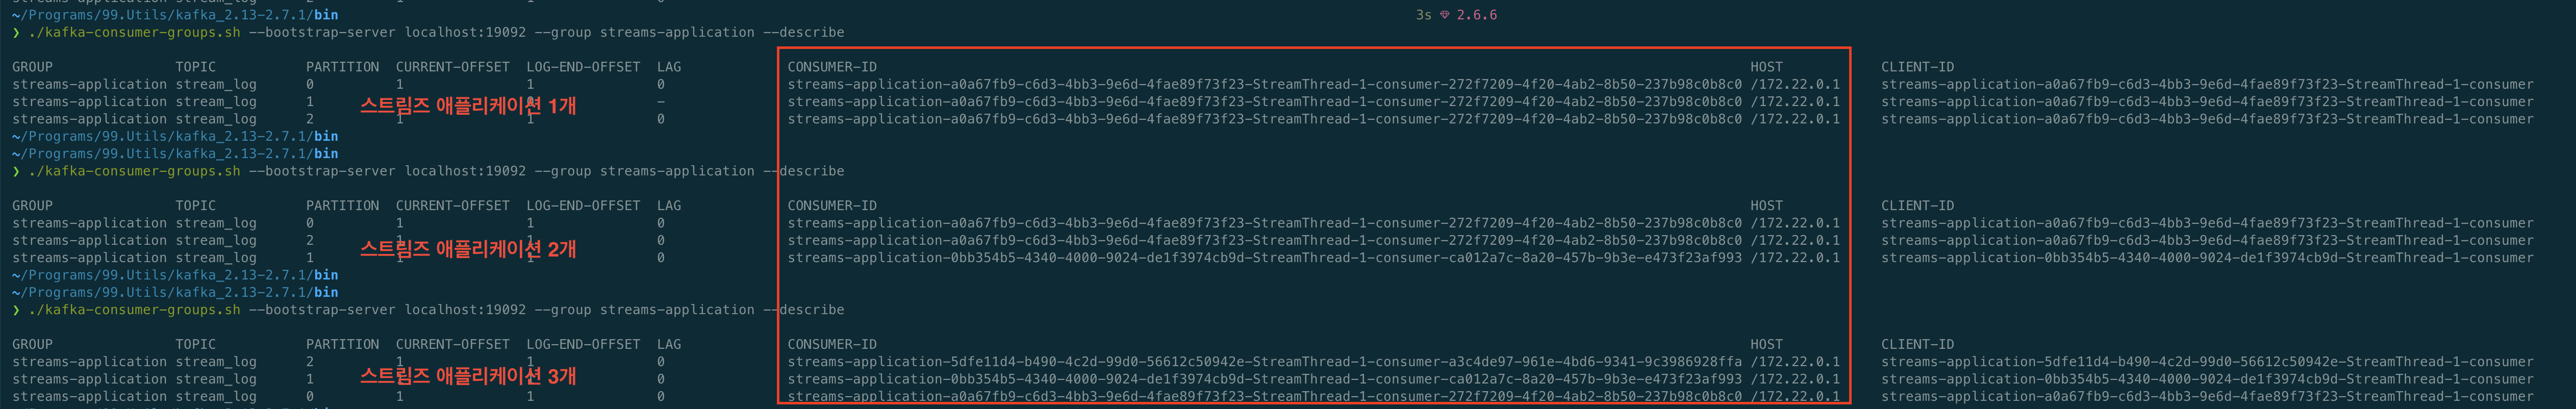 ~/Programs/99.Utils/kafka_2.13-2.7.1/bin 3s 2.6.6
❯ ./kafka-consumer-groups.sh --bootstrap-server localhost:19092 --group streams-application --describe
GROUP TOPIC PARTITION CURRENT-OFFSET LOG-END-OFFSET LAG CONSUMER-ID HOST CLIENT-ID
streams-application stream_log 0 1 1 0 streams-application-a0a67fb9-c6d3-4bb3-9e6d-4fae89f73f23-StreamThread-1-consumer-272f7209-4f20-4ab2-8b50-237b98c0b8c0 /172.22.0.1 streams-application-a0a67fb9-c6d3-4bb3-9e6d-4fae89f73f23-StreamThread-1-consumer
streams-application stream_log 1 - streams-application-a0a67fb9-c6d3-4bb3-9e6d-4fae89f73f23-StreamThread-1-consumer-272f7209-4f20-4ab2-8b50-237b98c0b8c0 /172.22.0.1 streams-application-a0a67fb9-c6d3-4bb3-9e6d-4fae89f73f23-StreamThread-1-consumer
스트림즈 애플리케이션 1개
streams-application stream_log 2 1 1 0 streams-application-a0a67fb9-c6d3-4bb3-9e6d-4fae89f73f23-StreamThread-1-consumer-272f7209-4f20-4ab2-8b50-237b98c0b8c0 /172.22.0.1 streams-application-a0a67fb9-c6d3-4bb3-9e6d-4fae89f73f23-StreamThread-1-consumer
~/Programs/99.Utils/kafka_2.13-2.7.1/bin
~/Programs/99.Utils/kafka_2.13-2.7.1/bin
❯ ./kafka-consumer-groups.sh --bootstrap-server localhost:19092 --group streams-application --describe
GROUP TOPIC PARTITION CURRENT-OFFSET LOG-END-OFFSET LAG CONSUMER-ID HOST CLIENT-ID
streams-application stream_log 0 1 1 0 streams-application-a0a67fb9-c6d3-4bb3-9e6d-4fae89f73f23-StreamThread-1-consumer-272f7209-4f20-4ab2-8b50-237b98c0b8c0 /172.22.0.1 streams-application-a0a67fb9-c6d3-4bb3-9e6d-4fae89f73f23-StreamThread-1-consumer
streams-application stream_log 2 1 0 streams-application-a0a67fb9-c6d3-4bb3-9e6d-4fae89f73f23-StreamThread-1-consumer-272f7209-4f20-4ab2-8b50-237b98c0b8c0 /172.22.0.1 streams-application-a0a67fb9-c6d3-4bb3-9e6d-4fae89f73f23-StreamThread-1-consumer
스트림즈 애플리케이션 2개
streams-application stream_log 1 0 streams-application-0bb354b5-4340-4000-9024-de1f3974cb9d-StreamThread-1-consumer-ca012a7c-8a20-457b-9b3e-e473f23af993 /172.22.0.1 streams-application-0bb354b5-4340-4000-9024-de1f3974cb9d-StreamThread-1-consumer
~/Programs/99.Utils/kafka_2.13-2.7.1/bin
~/Programs/99.Utils/kafka_2.13-2.7.1/bin
❯ ./kafka-consumer-groups.sh --bootstrap-server localhost:19092 --group streams-application --describe
GROUP TOPIC PARTITION CURRENT-OFFSET LOG-END-OFFSET LAG CONSUMER-ID HOST CLIENT-ID
streams-application stream_log 2 1 1 0 streams-application-5dfe11d4-b490-4c2d-99d0-56612c50942e-StreamThread-1-consumer-a3c4de97-961e-4bd6-9341-9c3986928ffa /172.22.0.1 streams-application-5dfe11d4-b490-4c2d-99d0-56612c50942e-StreamThread-1-consumer
streams-application stream_log 1 0 streams-application-0bb354b5-4340-4000-9024-de1f3974cb9d-StreamThread-1-consumer-ca012a7c-8a20-457b-9b3e-e473f23af993 /172.22.0.1 streams-application-0bb354b5-4340-4000-9024-de1f3974cb9d-StreamThread-1-consumer
스트림즈 애플리케이션 3개
streams-application stream_log 0 1 1 0 streams-application-a0a67fb9-c6d3-4bb3-9e6d-4fae89f73f23-StreamThread-1-consumer-272f7209-4f20-4ab2-8b50-237b98c0b8c0 /172.22.0.1 streams-application-a0a67fb9-c6d3-4bb3-9e6d-4fae89f73f23-StreamThread-1-consumer